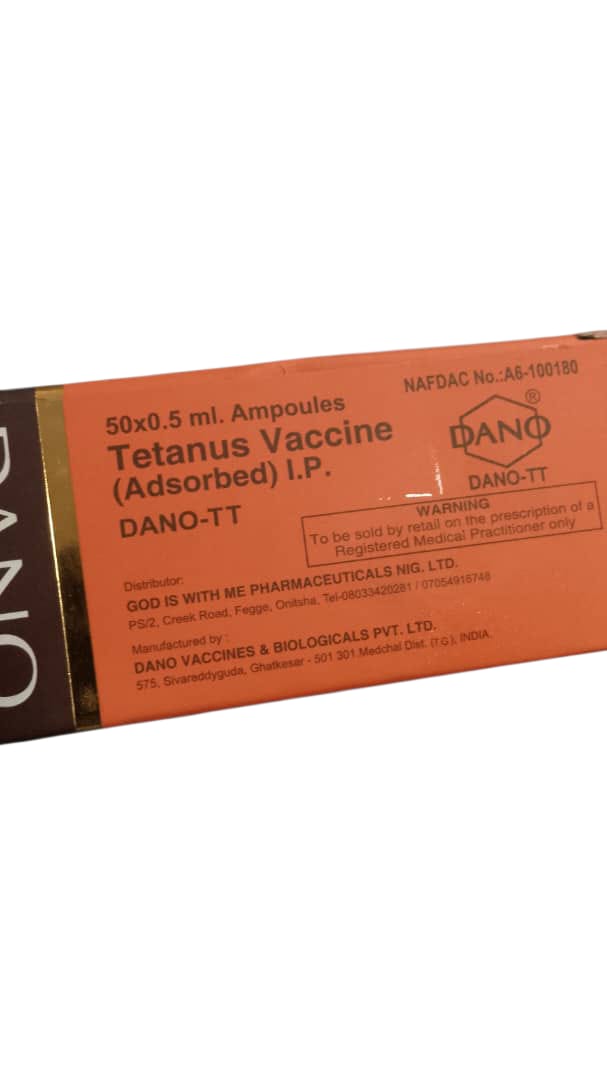 50x0.5 ml. Ampoules
Tetanus Vaccine
(Adsorbed) I.P.
DANO-TT
NAFDAC No.:A6-100180
DANO®
DANO-TT
WARNING
To be sold by retail on the prescription of a
Registered Medical Practitioner only
Distributor:
GOD IS WITH ME PHARMACEUTICALS NIG. LTD.
PS/2, Creek Road, Fegge, Onitsha, Tel-08033420281 / 07054916748
Manufactured by :
DANO VACCINES & BIOLOGICALS PVT. LTD.
575, Sivareddyguda, Ghatkesar - 501 301.Medchal Dist. (T.G.), INDIA.
DANO